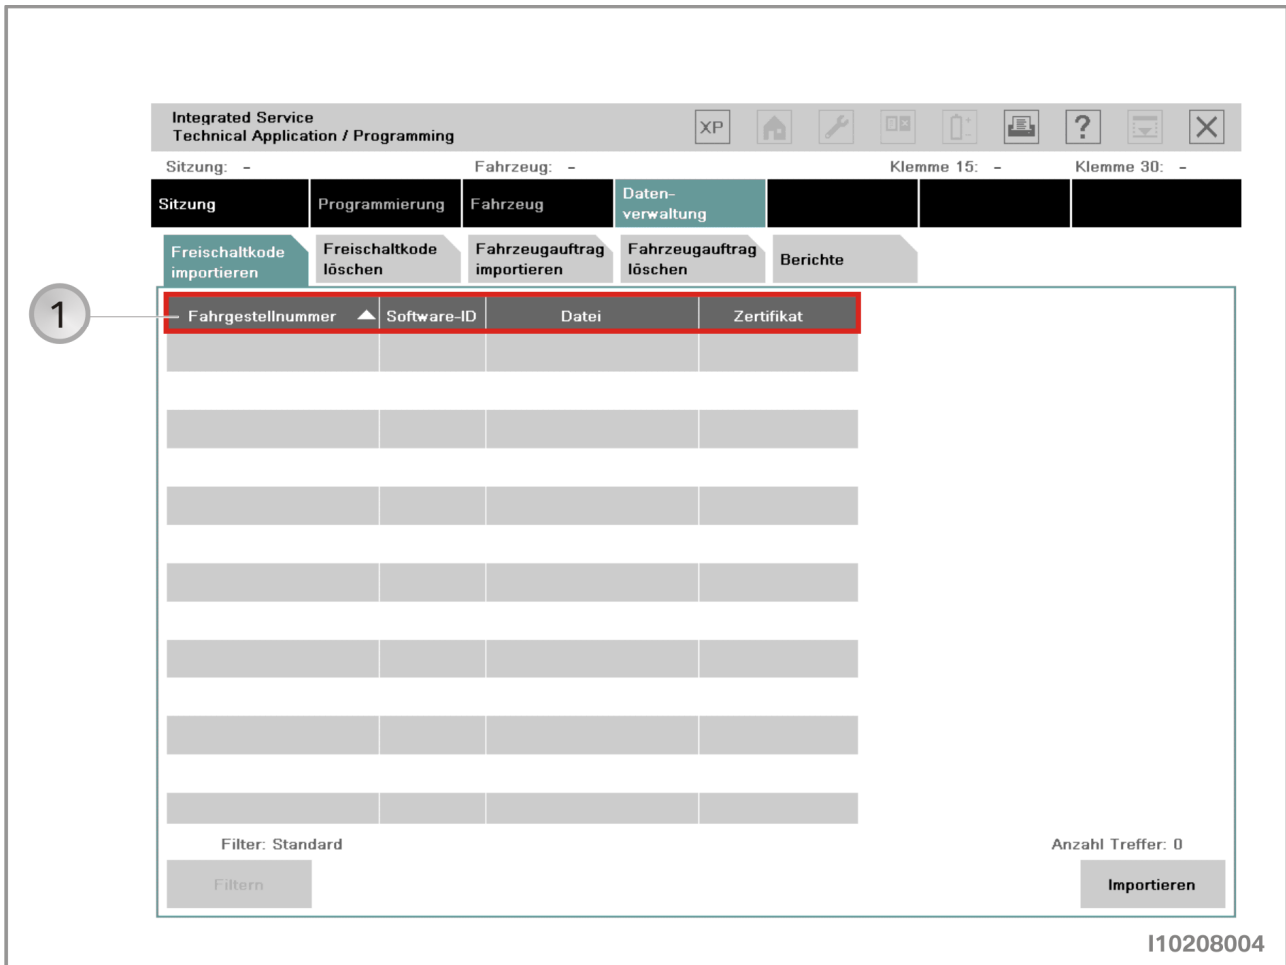 Integrated Service
Technical Application / Programming
XP
?
Sitzung: -
Fahrzeug: -
Klemme 15: -
Klemme 30: -
Sitzung
Programmierung
Fahrzeug
Daten-
verwaltung
Freischaltkode
importieren
Freischaltkode
löschen
Fahrzeugauftrag
importieren
Fahrzeugauftrag
löschen
Berichte
1
Fahrgestellnummer
Software-ID
Datei
Zertifikat
Filter: Standard
Anzahl Treffer: 0
Filtern
Importieren
I10208004